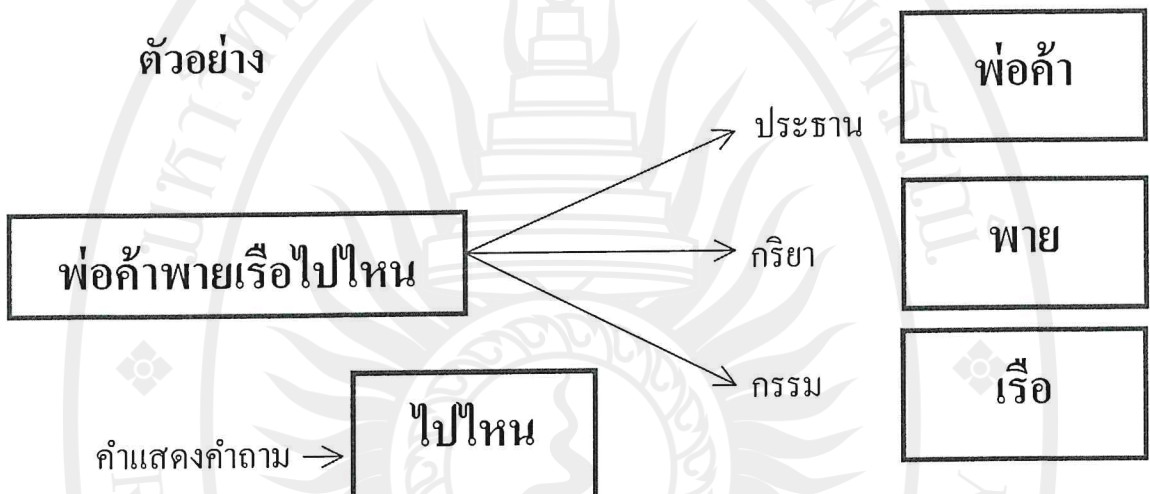 ตัวอย่าง
พ่อค้า
ประธาน
พ่อค้าพายเรือไปไหน
กริยา
พาย
กรรม
เรือ
คำแสดงคำถาม
ไปไหน